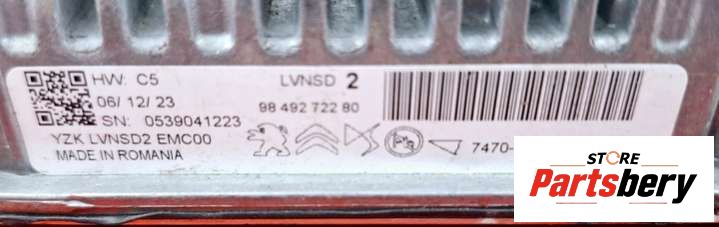 HW: C5
LVNSD 2
06/12/23
98 492 722 80
SN: 0539041223
YZK LVNSD2 EMC00
MADE IN ROMANIA
7470-
STORE
Partsbery